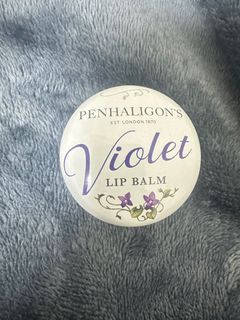 PENHALIGON'S
EST. LONDON 1870
Violet
LIP BALM